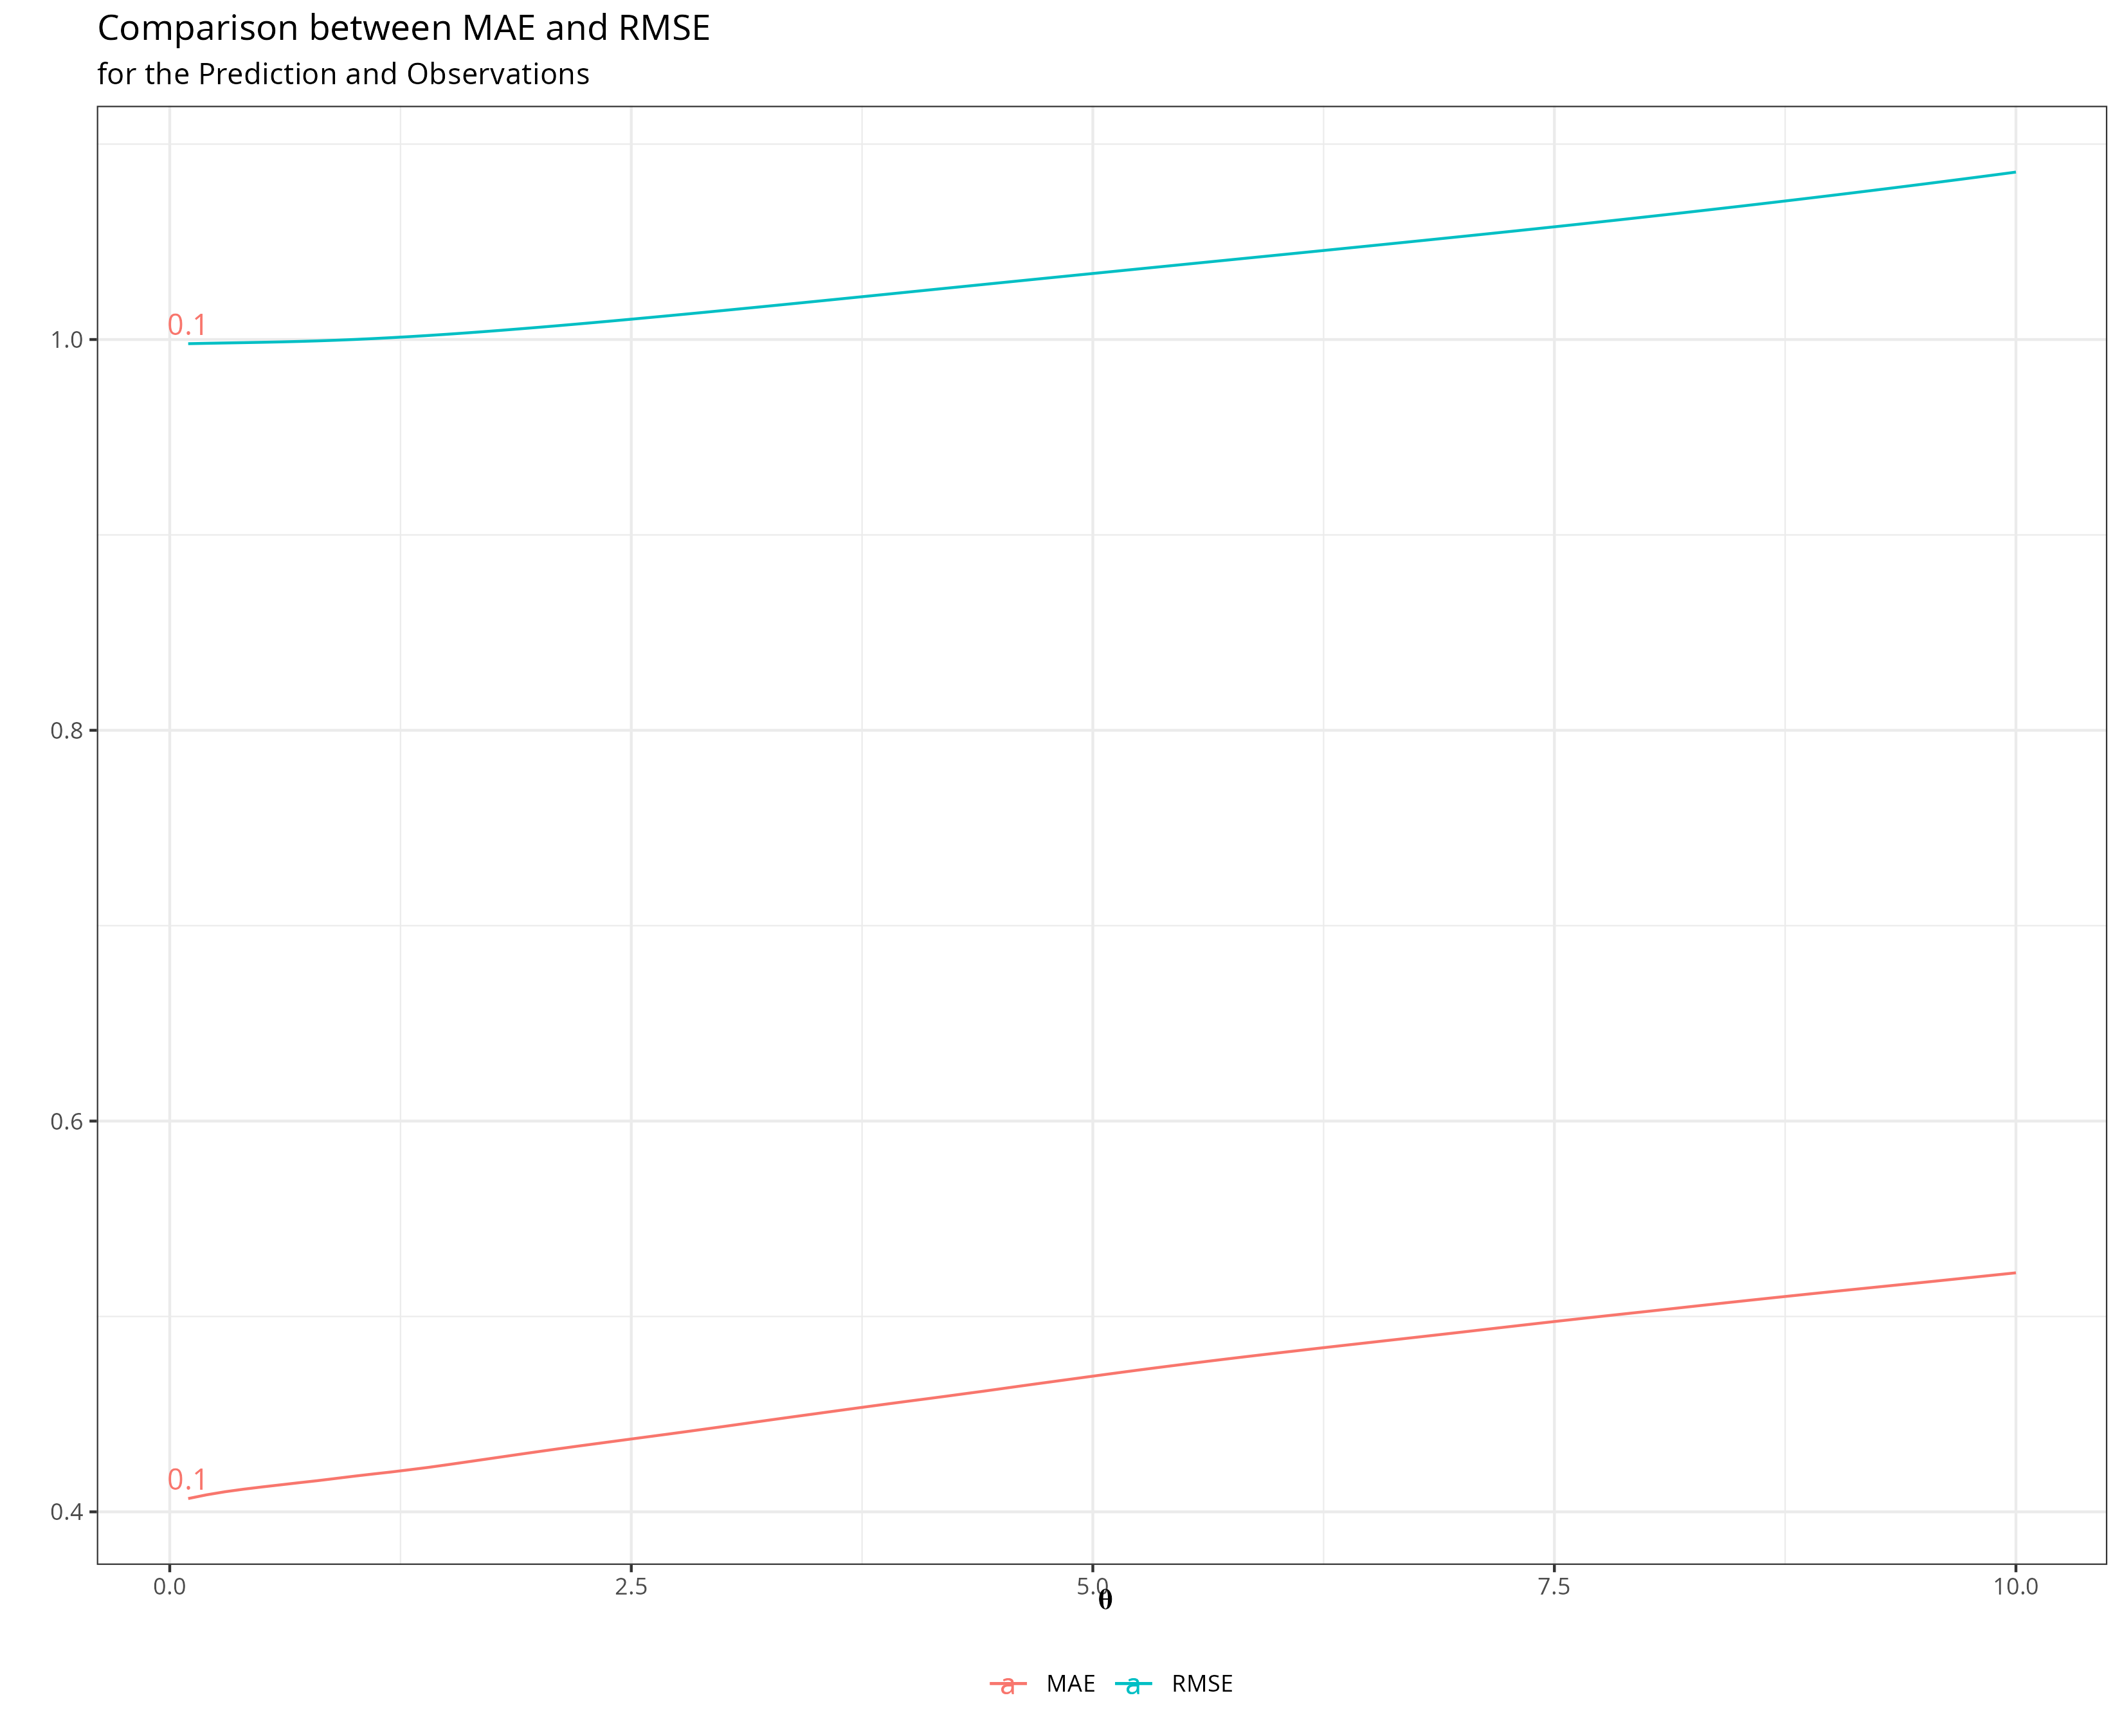 Comparison between MAE and RMSE
for the Prediction and Observations
0.1
1.0
0.8
0.6
0.1
0.4
0.0 2.5 5.0 7.5 10.0
θ
a MAE a RMSE